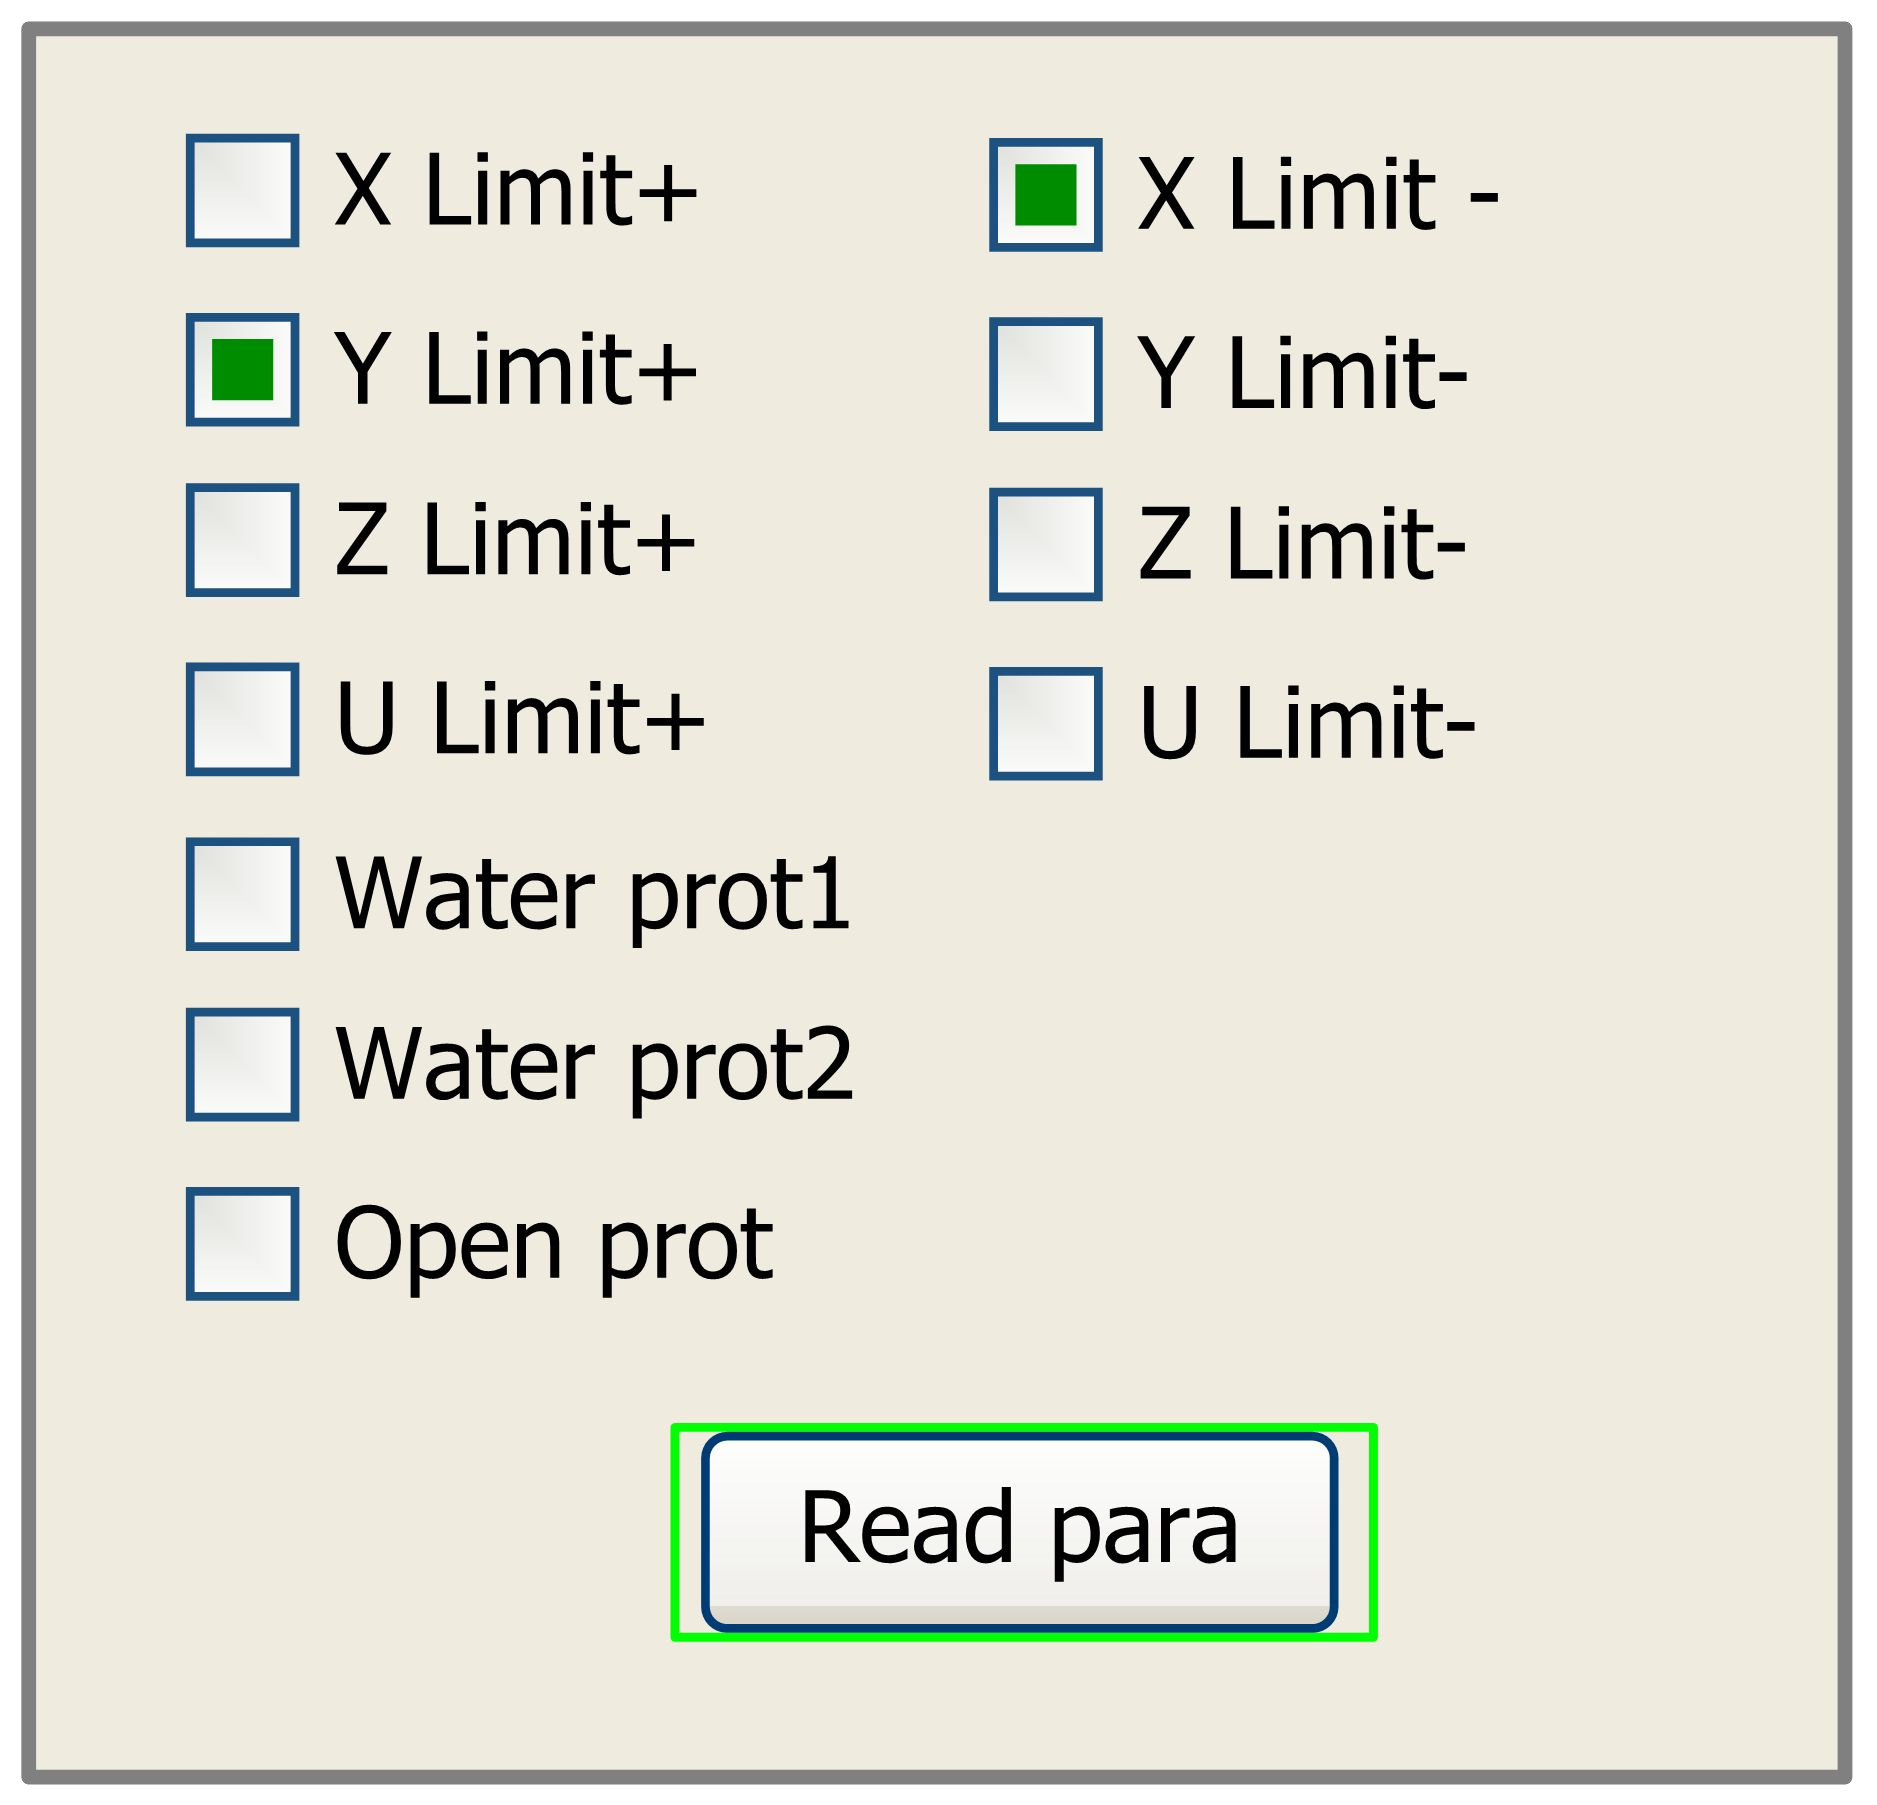 X Limit+ X Limit -
Y Limit+ Y Limit-
Z Limit+ Z Limit-
U Limit+ U Limit-
Water prot1
Water prot2
Open prot
Read para